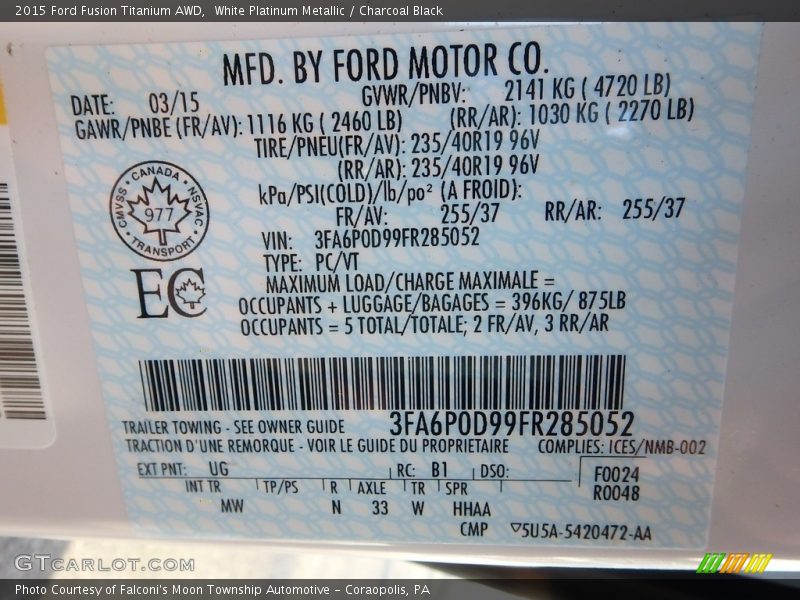 2015 Ford Fusion Titanium AWD,  White Platinum Metallic / Charcoal Black
MFD. BY FORD MOTOR CO.
DATE: 03/15 GVWR/PNBV: 2141 KG ( 4720 LB)
GAWR/PNBE (FR/AV): 1116 KG ( 2460 LB) (RR/AR): 1030 KG ( 2270 LB)
TIRE/PNEU(FR/AV): 235/40R19 96V
(RR/AR): 235/40R19 96V
kPa/PSI(COLD)/lb/po² (A FROID):
FR/AV: 255/37 RR/AR: 255/37
CANADA
CMVSS 977 NSVAC
TRANSPORT
VIN: 3FA6P0D99FR285052
TYPE: PC/VT
EC
MAXIMUM LOAD/CHARGE MAXIMALE =
OCCUPANTS + LUGGAGE/BAGAGES = 396KG/ 875LB
OCCUPANTS = 5 TOTAL/TOTALE; 2 FR/AV, 3 RR/AR
TRAILER TOWING - SEE OWNER GUIDE 3FA6P0D99FR285052
TRACTION D'UNE REMORQUE - VOIR LE GUIDE DU PROPRIETAIRE COMPLIES: ICES/NMB-002
EXT PNT: UG RC: B1 DSO: F0024
INT TR TP/PS R AXLE TR SPR R0048
MW N 33 W HHAA
CMP ▽5U5A-5420472-AA
GTCARLOT.COM
Photo Courtesy of Falconi's Moon Township Automotive – Coraopolis, PA